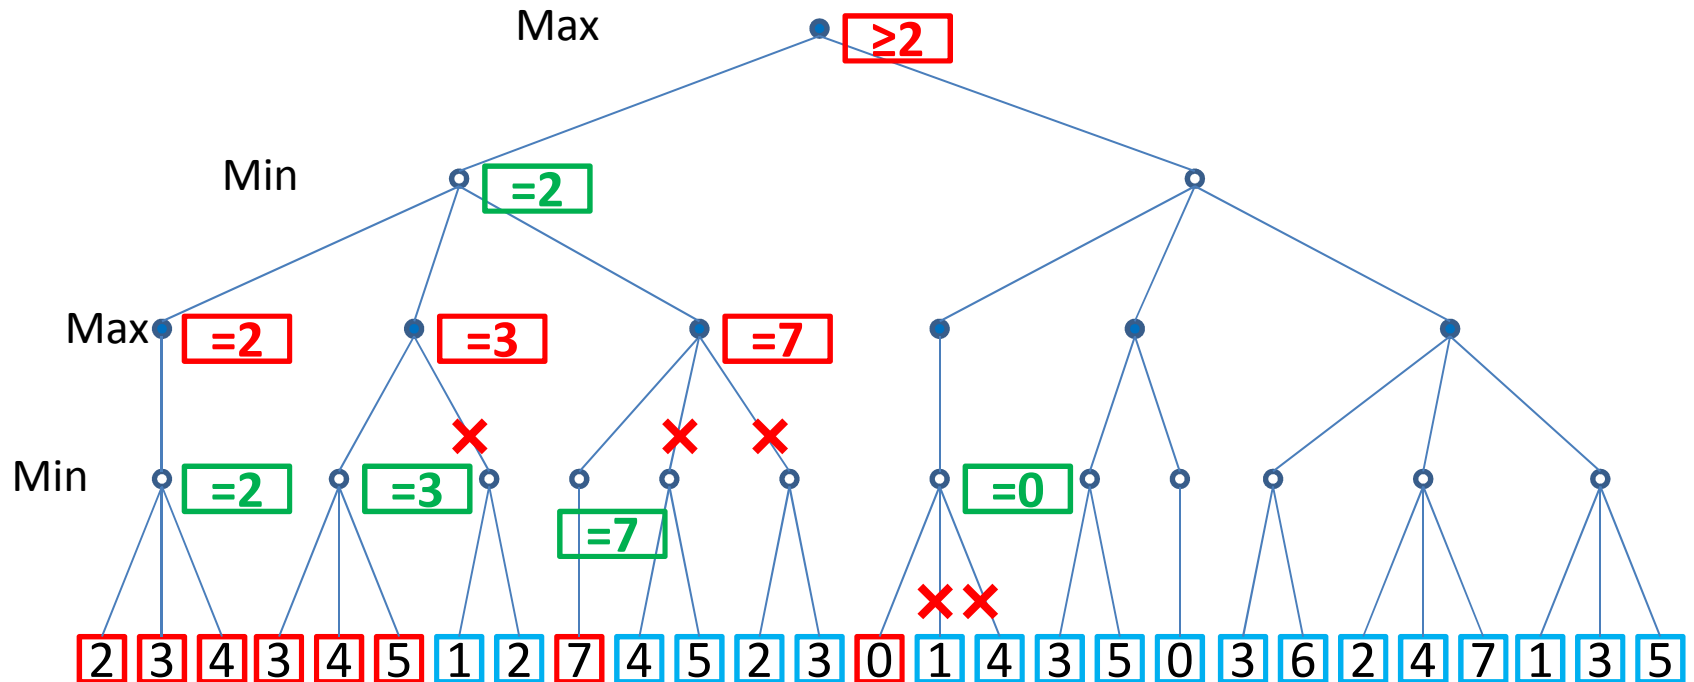 Max ≥2
Min =2
Max =2 =3 =7
Min =2 =3 =0
=7
2 3 4 3 4 5 1 2 7 4 5 2 3 0 1 4 3 5 0 3 6 2 4 7 1 3 5